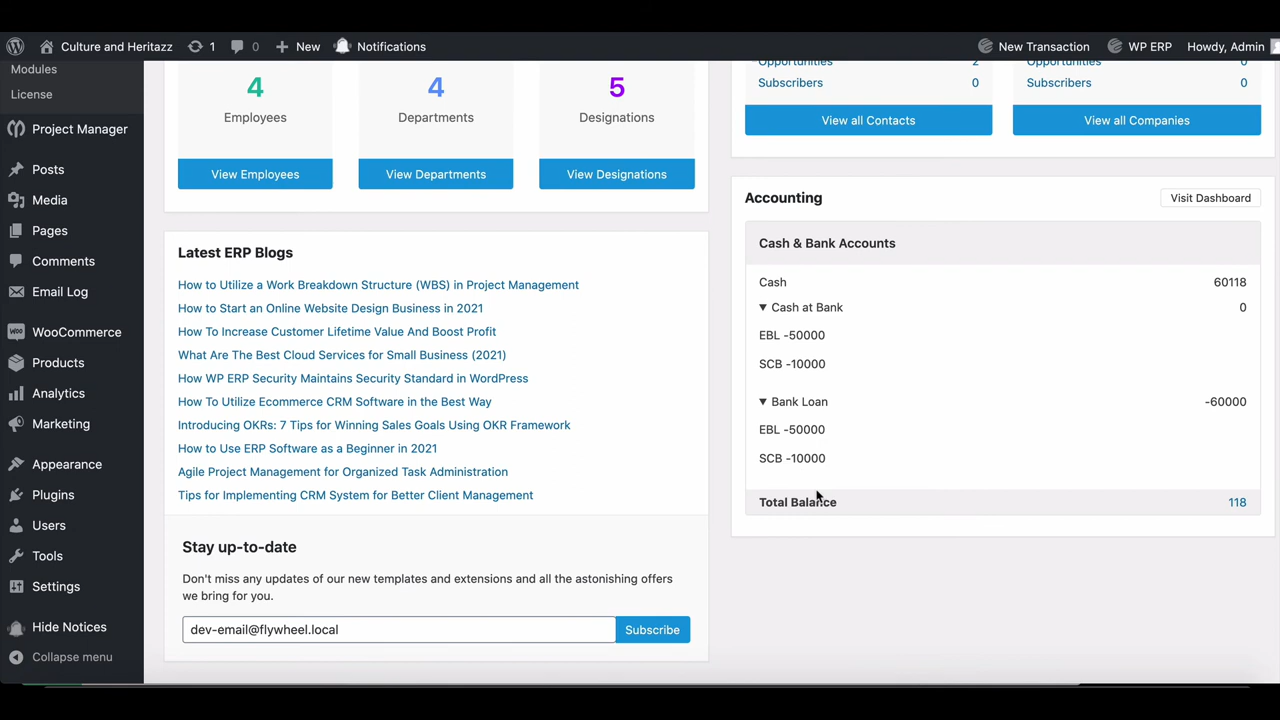 Culture and Heritazz 1 0 New Notifications New Transaction WP ERP Howdy, Admin
Modules
License
Project Manager
Posts
Media
Pages
Comments
Email Log
WooCommerce
Products
Analytics
Marketing
Appearance
Plugins
Users
Tools
Settings
Hide Notices
Collapse menu
4
Employees
View Employees
4
Departments
View Departments
5
Designations
View Designations
Latest ERP Blogs
How to Utilize a Work Breakdown Structure (WBS) in Project Management
How to Start an Online Website Design Business in 2021
How To Increase Customer Lifetime Value And Boost Profit
What Are The Best Cloud Services for Small Business (2021)
How WP ERP Security Maintains Security Standard in WordPress
How To Utilize Ecommerce CRM Software in the Best Way
Introducing OKRs: 7 Tips for Winning Sales Goals Using OKR Framework
How to Use ERP Software as a Beginner in 2021
Agile Project Management for Organized Task Administration
Tips for Implementing CRM System for Better Client Management
Stay up-to-date
Don't miss any updates of our new templates and extensions and all the astonishing offers
we bring for you.
dev-email@flywheel.local Subscribe
Opportunities 2
Subscribers 0
View all Contacts
Opportunities 0
Subscribers 0
View all Companies
Accounting Visit Dashboard
Cash & Bank Accounts
Cash 60118
▼ Cash at Bank 0
EBL -50000
SCB -10000
▼ Bank Loan -60000
EBL -50000
SCB -10000
Total Balance 118